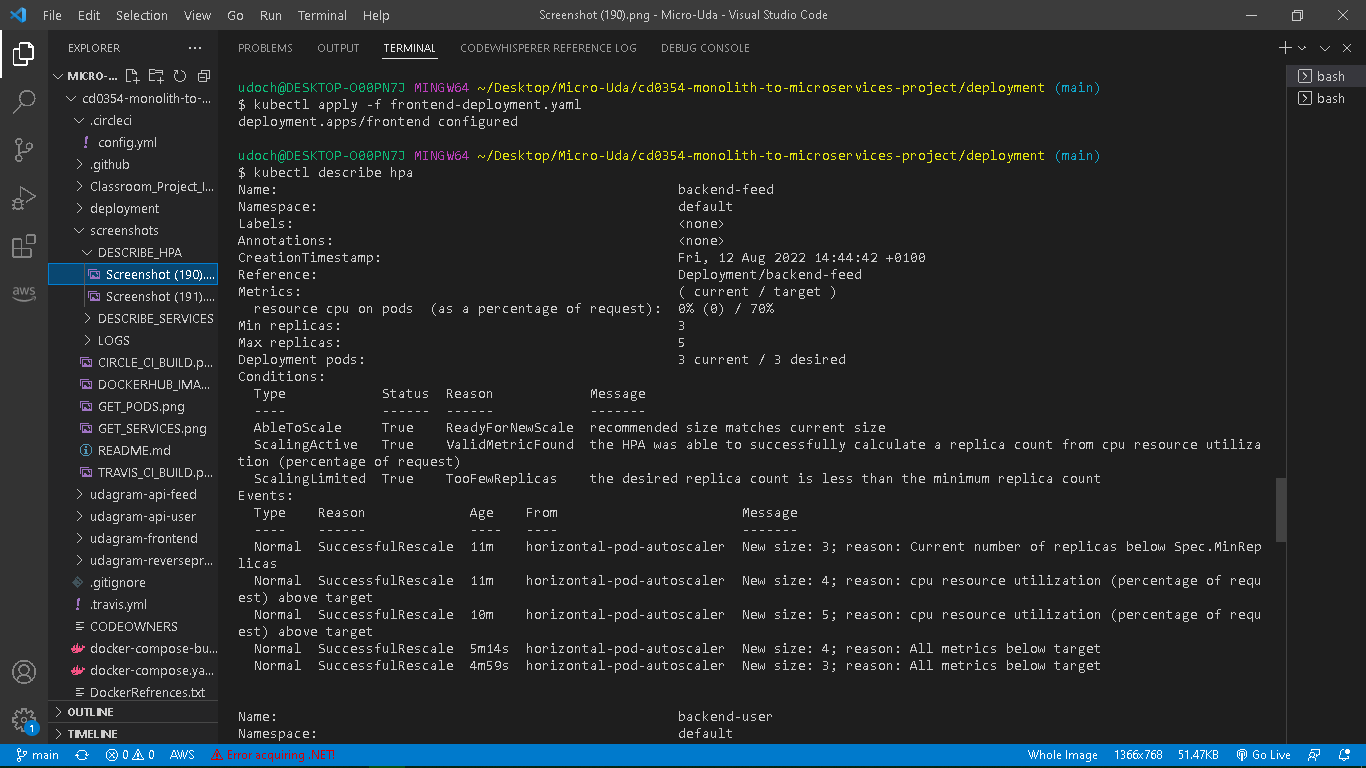 File Edit Selection View Go Run Terminal Help Screenshot (190).png - Micro-Uda - Visual Studio Code
EXPLORER
MICRO-...
cd0354-monolith-to-...
.circleci
config.yml
.github
Classroom_Project_I...
deployment
screenshots
DESCRIBE_HPA
Screenshot (190)....
Screenshot (191)....
DESCRIBE_SERVICES
LOGS
CIRCLE_CI_BUILD.p...
DOCKERHUB_IMA...
GET_PODS.png
GET_SERVICES.png
README.md
TRAVIS_CI_BUILD.p...
udagram-api-feed
udagram-api-user
udagram-frontend
udagram-reversepr...
.gitignore
.travis.yml
CODEOWNERS
docker-compose-bu...
docker-compose.ya...
DockerRefrences.txt
OUTLINE
TIMELINE
aws
1
PROBLEMS OUTPUT TERMINAL CODEWHISPERER REFERENCE LOG DEBUG CONSOLE
udoch@DESKTOP-O00PN7J MINGW64 ~/Desktop/Micro-Uda/cd0354-monolith-to-microservices-project/deployment (main)
$ kubectl apply -f frontend-deployment.yaml
deployment.apps/frontend configured
udoch@DESKTOP-O00PN7J MINGW64 ~/Desktop/Micro-Uda/cd0354-monolith-to-microservices-project/deployment (main)
$ kubectl describe hpa
Name: backend-feed
Namespace: default
Labels: <none>
Annotations: <none>
CreationTimestamp: Fri, 12 Aug 2022 14:44:42 +0100
Reference: Deployment/backend-feed
Metrics: ( current / target )
resource cpu on pods (as a percentage of request): 0% (0) / 70%
Min replicas: 3
Max replicas: 5
Deployment pods: 3 current / 3 desired
Conditions:
Type Status Reason Message
---- ------ ------ -------
AbleToScale True ReadyForNewScale recommended size matches current size
ScalingActive True ValidMetricFound the HPA was able to successfully calculate a replica count from cpu resource utiliza
tion (percentage of request)
ScalingLimited True TooFewReplicas the desired replica count is less than the minimum replica count
Events:
Type Reason Age From Message
---- ------ ---- ---- -------
Normal SuccessfulRescale 11m horizontal-pod-autoscaler New size: 3; reason: Current number of replicas below Spec.MinRep
licas
Normal SuccessfulRescale 11m horizontal-pod-autoscaler New size: 4; reason: cpu resource utilization (percentage of requ
est) above target
Normal SuccessfulRescale 10m horizontal-pod-autoscaler New size: 5; reason: cpu resource utilization (percentage of requ
est) above target
Normal SuccessfulRescale 5m14s horizontal-pod-autoscaler New size: 4; reason: All metrics below target
Normal SuccessfulRescale 4m59s horizontal-pod-autoscaler New size: 3; reason: All metrics below target
Name: backend-user
Namespace: default
bash
bash
main 0 0 AWS Error acquiring .NET! Whole Image 1366x768 51.47KB Go Live